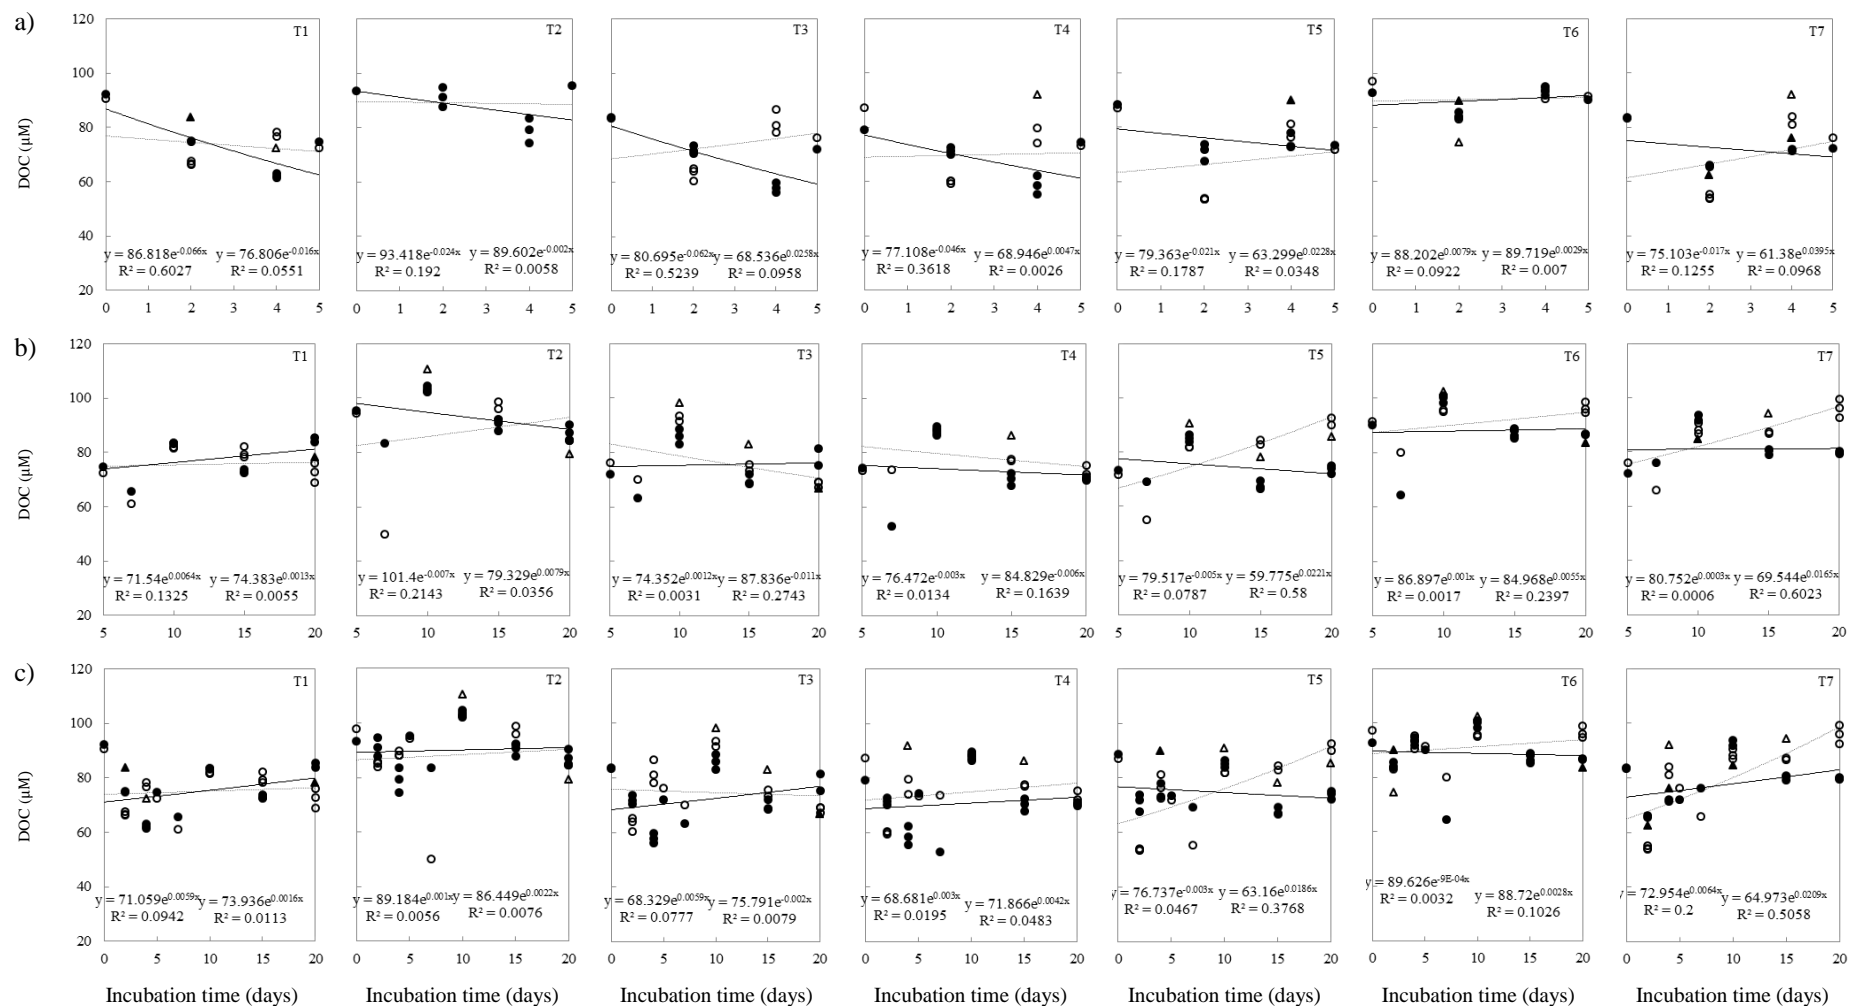 a)
T1 T2 T3 T4 T5 T6 T7
120
100
80
60
40
20
DOC (µM)
y = 86.818e^-0.066x y = 76.806e^-0.016x
R² = 0.6027 R² = 0.0551
y = 93.418e^-0.024x y = 89.602e^-0.002x
R² = 0.192 R² = 0.0058
y = 80.695e^-0.062x y = 68.536e^0.0258x
R² = 0.5239 R² = 0.0958
y = 77.108e^-0.046x y = 68.946e^0.0047x
R² = 0.3618 R² = 0.0026
y = 79.363e^-0.021x y = 63.299e^0.0228x
R² = 0.1787 R² = 0.0348
y = 88.202e^0.0079x y = 89.719e^0.0029x
R² = 0.0922 R² = 0.007
y = 75.103e^-0.017x y = 61.38e^0.0395x
R² = 0.1255 R² = 0.0968
0 1 2 3 4 5 0 1 2 3 4 5 0 1 2 3 4 5 0 1 2 3 4 5 0 1 2 3 4 5 0 1 2 3 4 5 0 1 2 3 4 5
b)
T1 T2 T3 T4 T5 T6 T7
120
100
80
60
40
20
DOC (µM)
y = 71.54e^0.0064x y = 74.383e^0.0013x
R² = 0.1325 R² = 0.0055
y = 101.4e^-0.007x y = 79.329e^0.0079x
R² = 0.2143 R² = 0.0356
y = 74.352e^0.0012x y = 87.836e^-0.011x
R² = 0.0031 R² = 0.2743
y = 76.472e^-0.003x y = 84.829e^-0.006x
R² = 0.0134 R² = 0.1639
y = 79.517e^-0.005x y = 59.775e^0.0221x
R² = 0.0787 R² = 0.58
y = 86.897e^0.001x y = 84.968e^0.0055x
R² = 0.0017 R² = 0.2397
y = 80.752e^0.0003x y = 69.544e^0.0165x
R² = 0.0006 R² = 0.6023
5 10 15 20 5 10 15 20 5 10 15 20 5 10 15 20 5 10 15 20 5 10 15 20 5 10 15 20
c)
T1 T2 T3 T4 T5 T6 T7
120
100
80
60
40
20
DOC (µM)
y = 71.059e^0.0059x y = 73.936e^0.0016x
R² = 0.0942 R² = 0.0113
y = 89.184e^0.001x y = 86.449e^0.0022x
R² = 0.0056 R² = 0.0076
y = 68.329e^0.0059x y = 75.791e^-0.002x
R² = 0.0777 R² = 0.0079
y = 68.681e^0.003x y = 71.866e^0.0042x
R² = 0.0195 R² = 0.0483
y = 76.737e^-0.003x y = 63.16e^0.0186x
R² = 0.0467 R² = 0.3768
y = 89.626e^-9E-04x y = 88.72e^0.0028x
R² = 0.0032 R² = 0.1026
y = 72.954e^0.0064x y = 64.973e^0.0209x
R² = 0.2 R² = 0.5058
0 5 10 15 20 0 5 10 15 20 0 5 10 15 20 0 5 10 15 20 0 5 10 15 20 0 5 10 15 20 0 5 10 15 20
Incubation time (days) Incubation time (days) Incubation time (days) Incubation time (days) Incubation time (days) Incubation time (days) Incubation time (days)